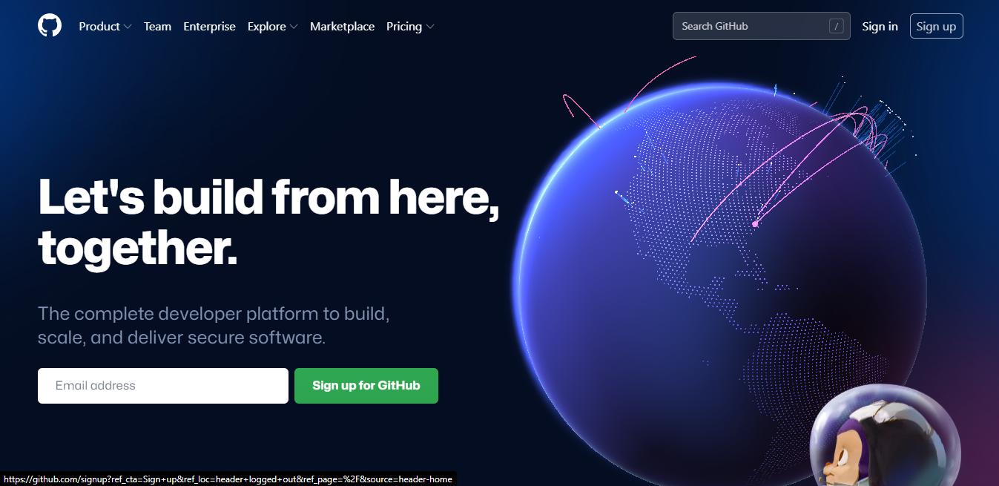 Product
Team
Enterprise
Explore
Marketplace
Pricing
Search GitHub
/
Sign in
Sign up
Let's build from here,
together.
The complete developer platform to build,
scale, and deliver secure software.
Email address
Sign up for GitHub
https://github.com/signup?ref_cta=Sign+up&ref_loc=header+logged+out&ref_page=%2F&source=header-home